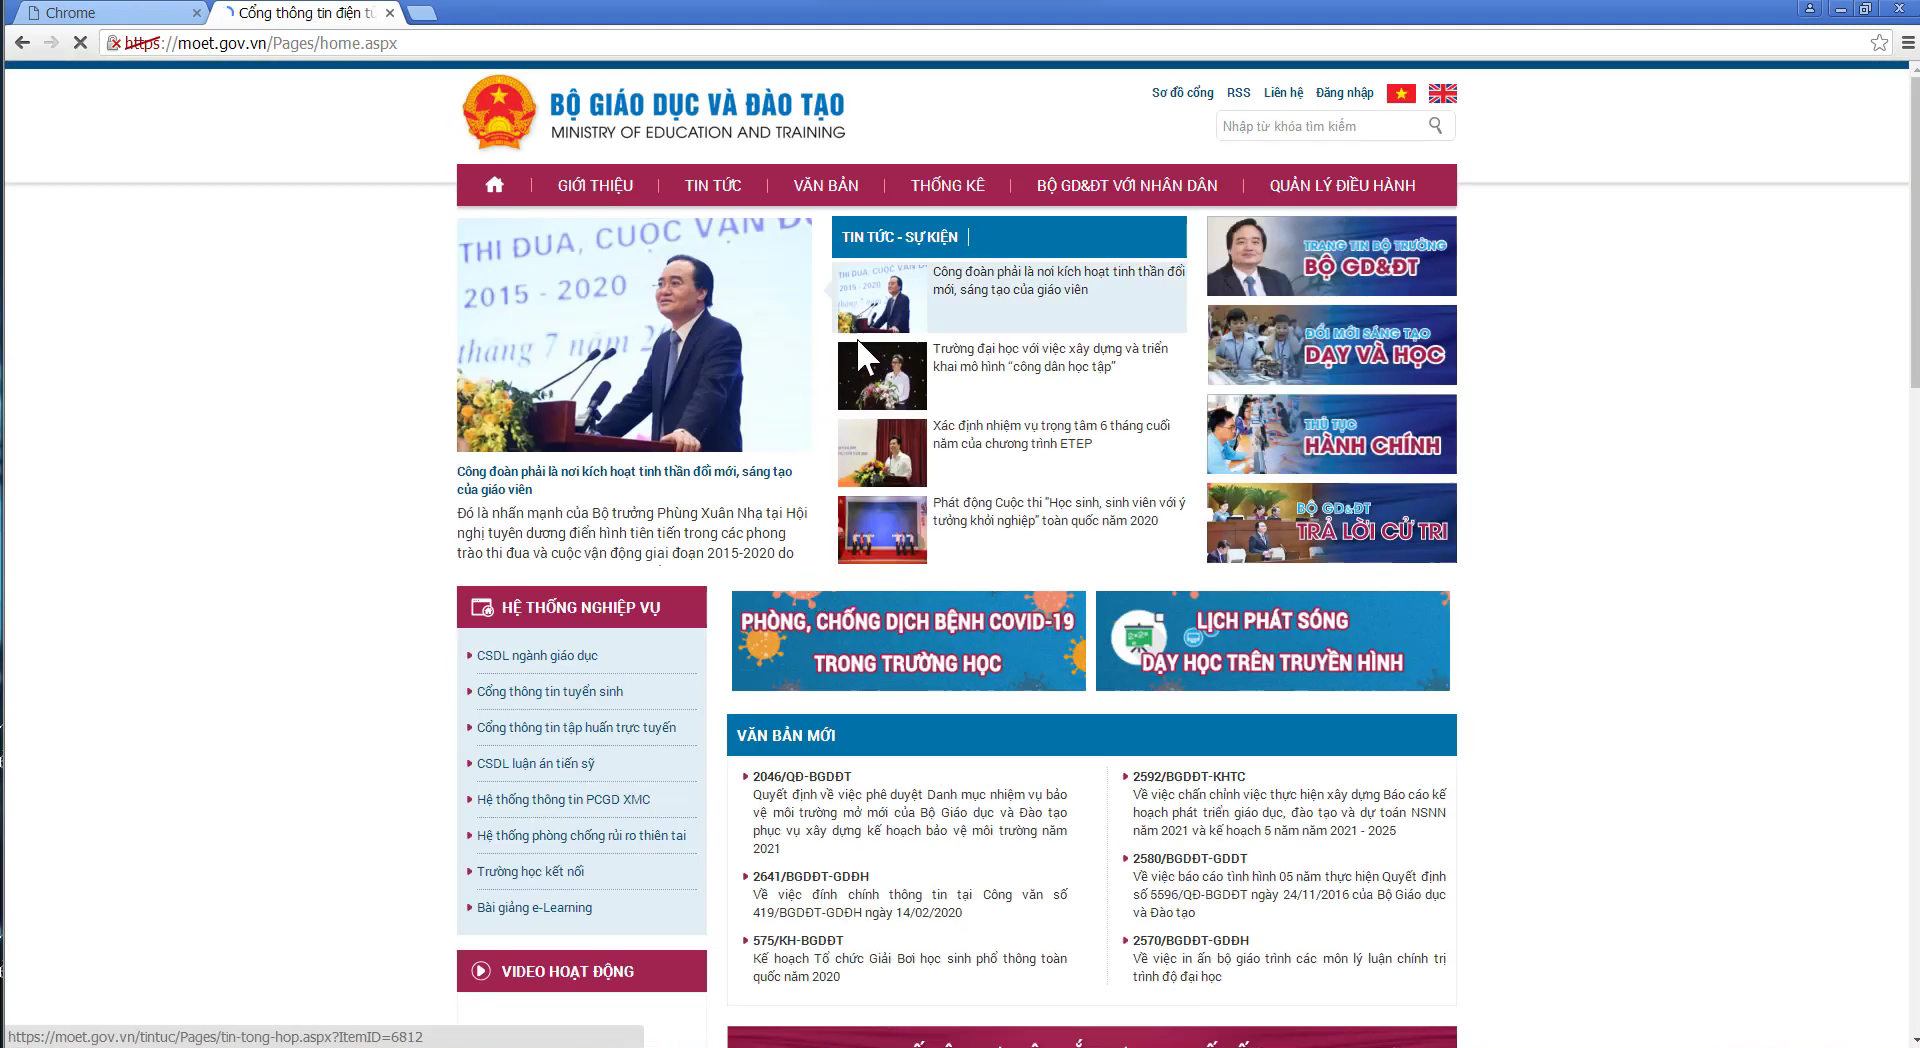 Chrome
Cổng thông tin điện tử
https://moet.gov.vn/Pages/home.aspx
BỘ GIÁO DỤC VÀ ĐÀO TẠO
MINISTRY OF EDUCATION AND TRAINING
Sơ đồ cổng RSS Liên hệ Đăng nhập
Nhập từ khóa tìm kiếm
GIỚI THIỆU TIN TỨC VĂN BẢN THỐNG KÊ BỘ GD&ĐT VỚI NHÂN DÂN QUẢN LÝ ĐIỀU HÀNH
THI ĐUA, CUỘC VẬN
2015 - 2020
tháng 7 năm
Công đoàn phải là nơi kích hoạt tinh thần đổi mới, sáng tạo
của giáo viên
Đó là nhấn mạnh của Bộ trưởng Phùng Xuân Nhạ tại Hội
nghị tuyên dương điển hình tiên tiến trong các phong
trào thi đua và cuộc vận động giai đoạn 2015-2020 do
TIN TỨC - SỰ KIỆN
Công đoàn phải là nơi kích hoạt tinh thần đổi
mới, sáng tạo của giáo viên
Trường đại học với việc xây dựng và triển
khai mô hình “công dân học tập”
Xác định nhiệm vụ trọng tâm 6 tháng cuối
năm của chương trình ETEP
Phát động Cuộc thi "Học sinh, sinh viên với ý
tưởng khởi nghiệp" toàn quốc năm 2020
TRANG TIN BỘ TRƯỞNG
BỘ GD&ĐT
ĐỔI MỚI SÁNG TẠO
DẠY VÀ HỌC
THỦ TỤC
HÀNH CHÍNH
BỘ GD&ĐT
TRẢ LỜI CỬ TRI
HỆ THỐNG NGHIỆP VỤ
CSDL ngành giáo dục
Cổng thông tin tuyển sinh
Cổng thông tin tập huấn trực tuyến
CSDL luận án tiến sỹ
Hệ thống thông tin PCGD XMC
Hệ thống phòng chống rủi ro thiên tai
Trường học kết nối
Bài giảng e-Learning
VIDEO HOẠT ĐỘNG
PHÒNG, CHỐNG DỊCH BỆNH COVID-19
TRONG TRƯỜNG HỌC
LỊCH PHÁT SÓNG
DẠY HỌC TRÊN TRUYỀN HÌNH
VĂN BẢN MỚI
2046/QĐ-BGDĐT
Quyết định về việc phê duyệt Danh mục nhiệm vụ bảo
vệ môi trường mở mới của Bộ Giáo dục và Đào tạo
phục vụ xây dựng kế hoạch bảo vệ môi trường năm
2021
2641/BGDĐT-GDĐH
Về việc đính chính thông tin tại Công văn số
419/BGDĐT-GDĐH ngày 14/02/2020
575/KH-BGDĐT
Kế hoạch Tổ chức Giải Bơi học sinh phổ thông toàn
quốc năm 2020
2592/BGDĐT-KHTC
Về việc chấn chỉnh việc thực hiện xây dựng Báo cáo kế
hoạch phát triển giáo dục, đào tạo và dự toán NSNN
năm 2021 và kế hoạch 5 năm năm 2021 - 2025
2580/BGDĐT-GDDT
Về việc báo cáo tình hình 05 năm thực hiện Quyết định
số 5596/QĐ-BGDĐT ngày 24/11/2016 của Bộ Giáo dục
và Đào tạo
2570/BGDĐT-GDĐH
Về việc in ấn bộ giáo trình các môn lý luận chính trị
trình độ đại học
https://moet.gov.vn/tintuc/Pages/tin-tong-hop.aspx?ItemID=6812